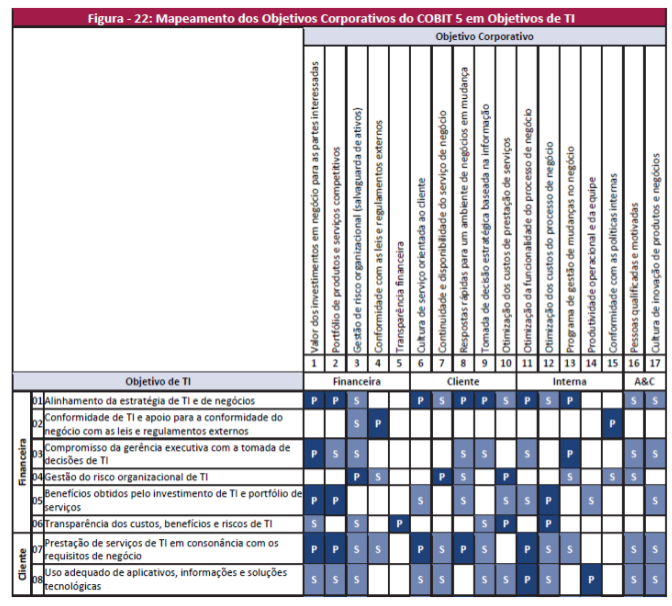 Figura - 22: Mapeamento dos Objetivos Corporativos do COBIT 5 em Objetivos de TI
Objetivo Corporativo
Valor dos investimentos em negócio para as partes interessadas
Portfólio de produtos e serviços competitivos
Gestão de risco organizacional (salvaguarda de ativos)
Conformidade com as leis e regulamentos externos
Transparência financeira
Cultura de serviço orientada ao cliente
Continuidade e disponibilidade do serviço de negócio
Respostas rápidas para um ambiente de negócios em mudança
Tomada de decisão estratégica baseada na informação
Otimização dos custos de prestação de serviços
Otimização da funcionalidade do processo de negócio
Otimização dos custos do processo de negócio
Programa de gestão de mudanças no negócio
Produtividade operacional e da equipe
Conformidade com as políticas internas
Pessoas qualificadas e motivadas
Cultura de inovação de produtos e negócios
1 2 3 4 5 6 7 8 9 10 11 12 13 14 15 16 17
Objetivo de TI Financeira Cliente Interna A&C
Financeira
01 Alinhamento da estratégia de TI e de negócios P P S P S P P S P S P S S
02 Conformidade de TI e apoio para a conformidade do
negócio com as leis e regulamentos externos S P P
03 Compromisso da gerência executiva com a tomada de
decisões de TI P S S S S S P S S
04 Gestão do risco organizacional de TI P S P S P S S S
05 Benefícios obtidos pelo investimento de TI e portfólio de
serviços P P S S S S P S S
06 Transparência dos custos, benefícios e riscos de TI S S P S P P
Cliente
07 Prestação de serviços de TI em consonância com os
requisitos de negócio P P S S P S P S P S S S S
08 Uso adequado de aplicativos, informações e soluções
tecnológicas S S S S S S S P S P S S